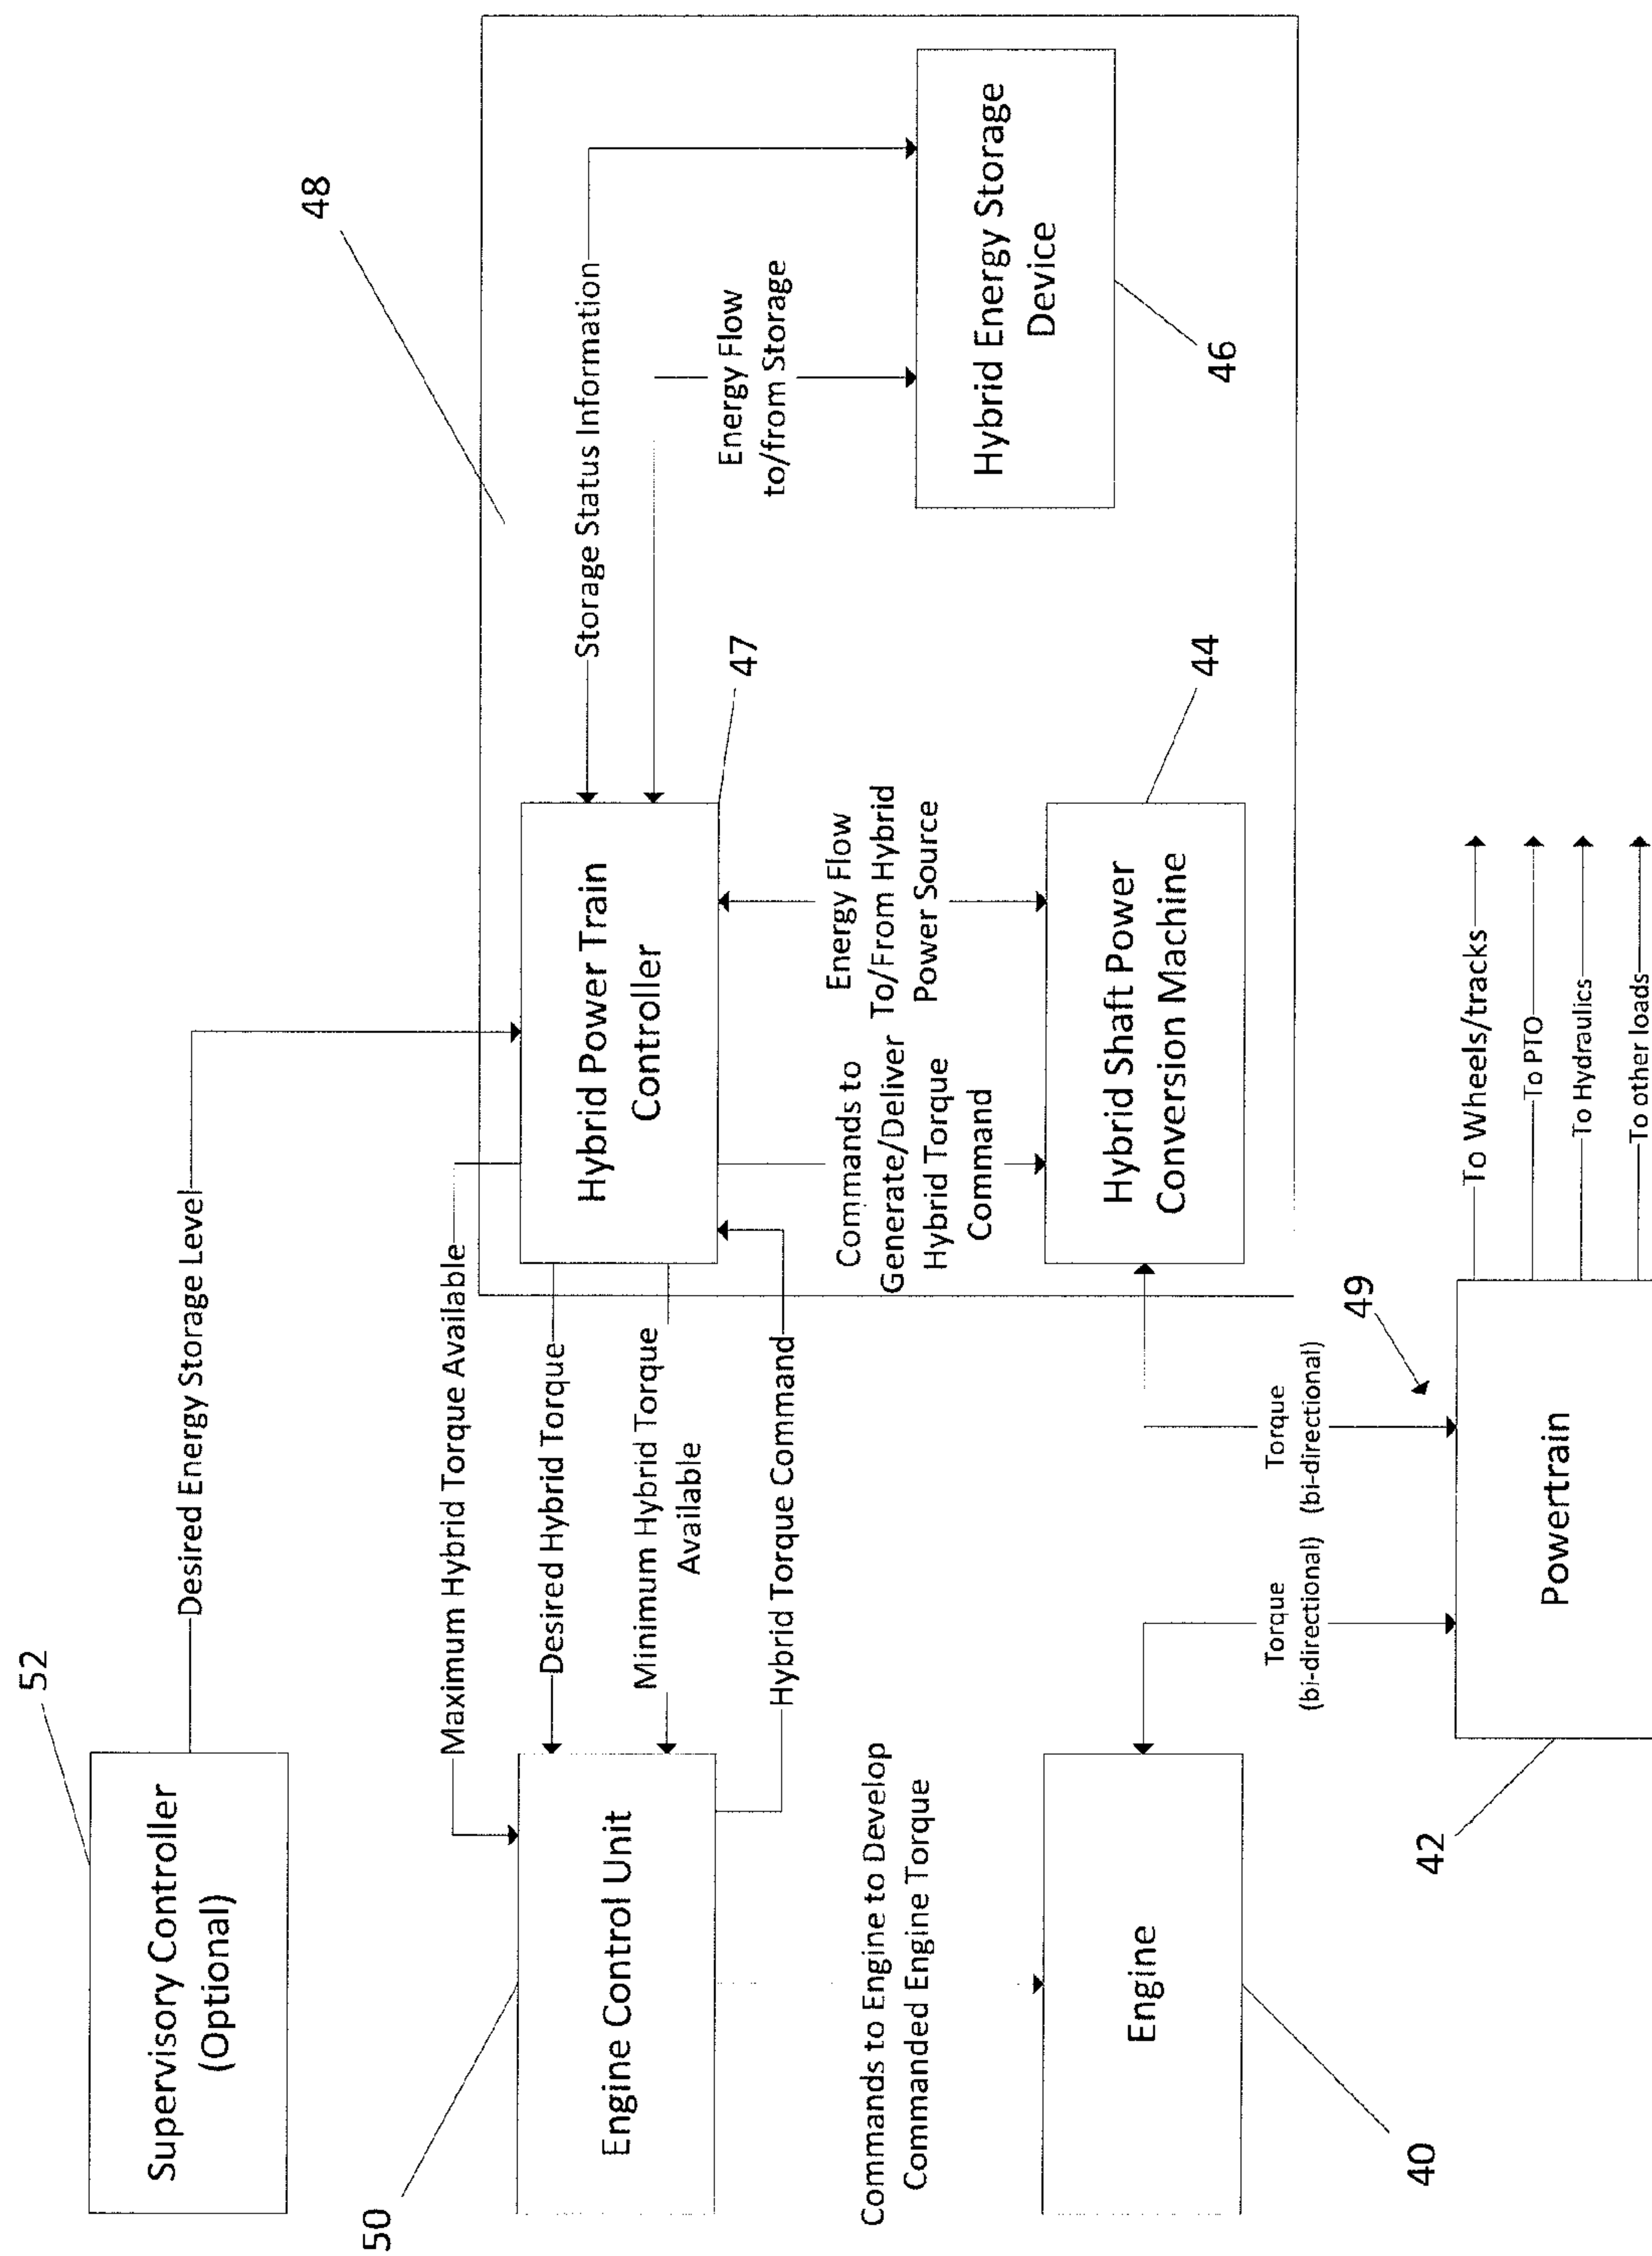 52
Supervisory Controller
(Optional)
Desired Energy Storage Level
48
Maximum Hybrid Torque Available
Desired Hybrid Torque
Minimum Hybrid Torque
Available
Hybrid Torque Command
50
Engine Control Unit
Hybrid Power Train
Controller
47
Storage Status Information
Energy Flow
to/from Storage
Commands to
Generate/Deliver
Hybrid Torque
Command
Energy Flow
To/From Hybrid
Power Source
Hybrid Energy Storage
Device
46
Commands to Engine to Develop
Commanded Engine Torque
Engine
40
Hybrid Shaft Power
Conversion Machine
44
Torque
(bi-directional)
Torque
(bi-directional)
49
42
Powertrain
To Wheels/tracks
To PTO
To Hydraulics
To other loads